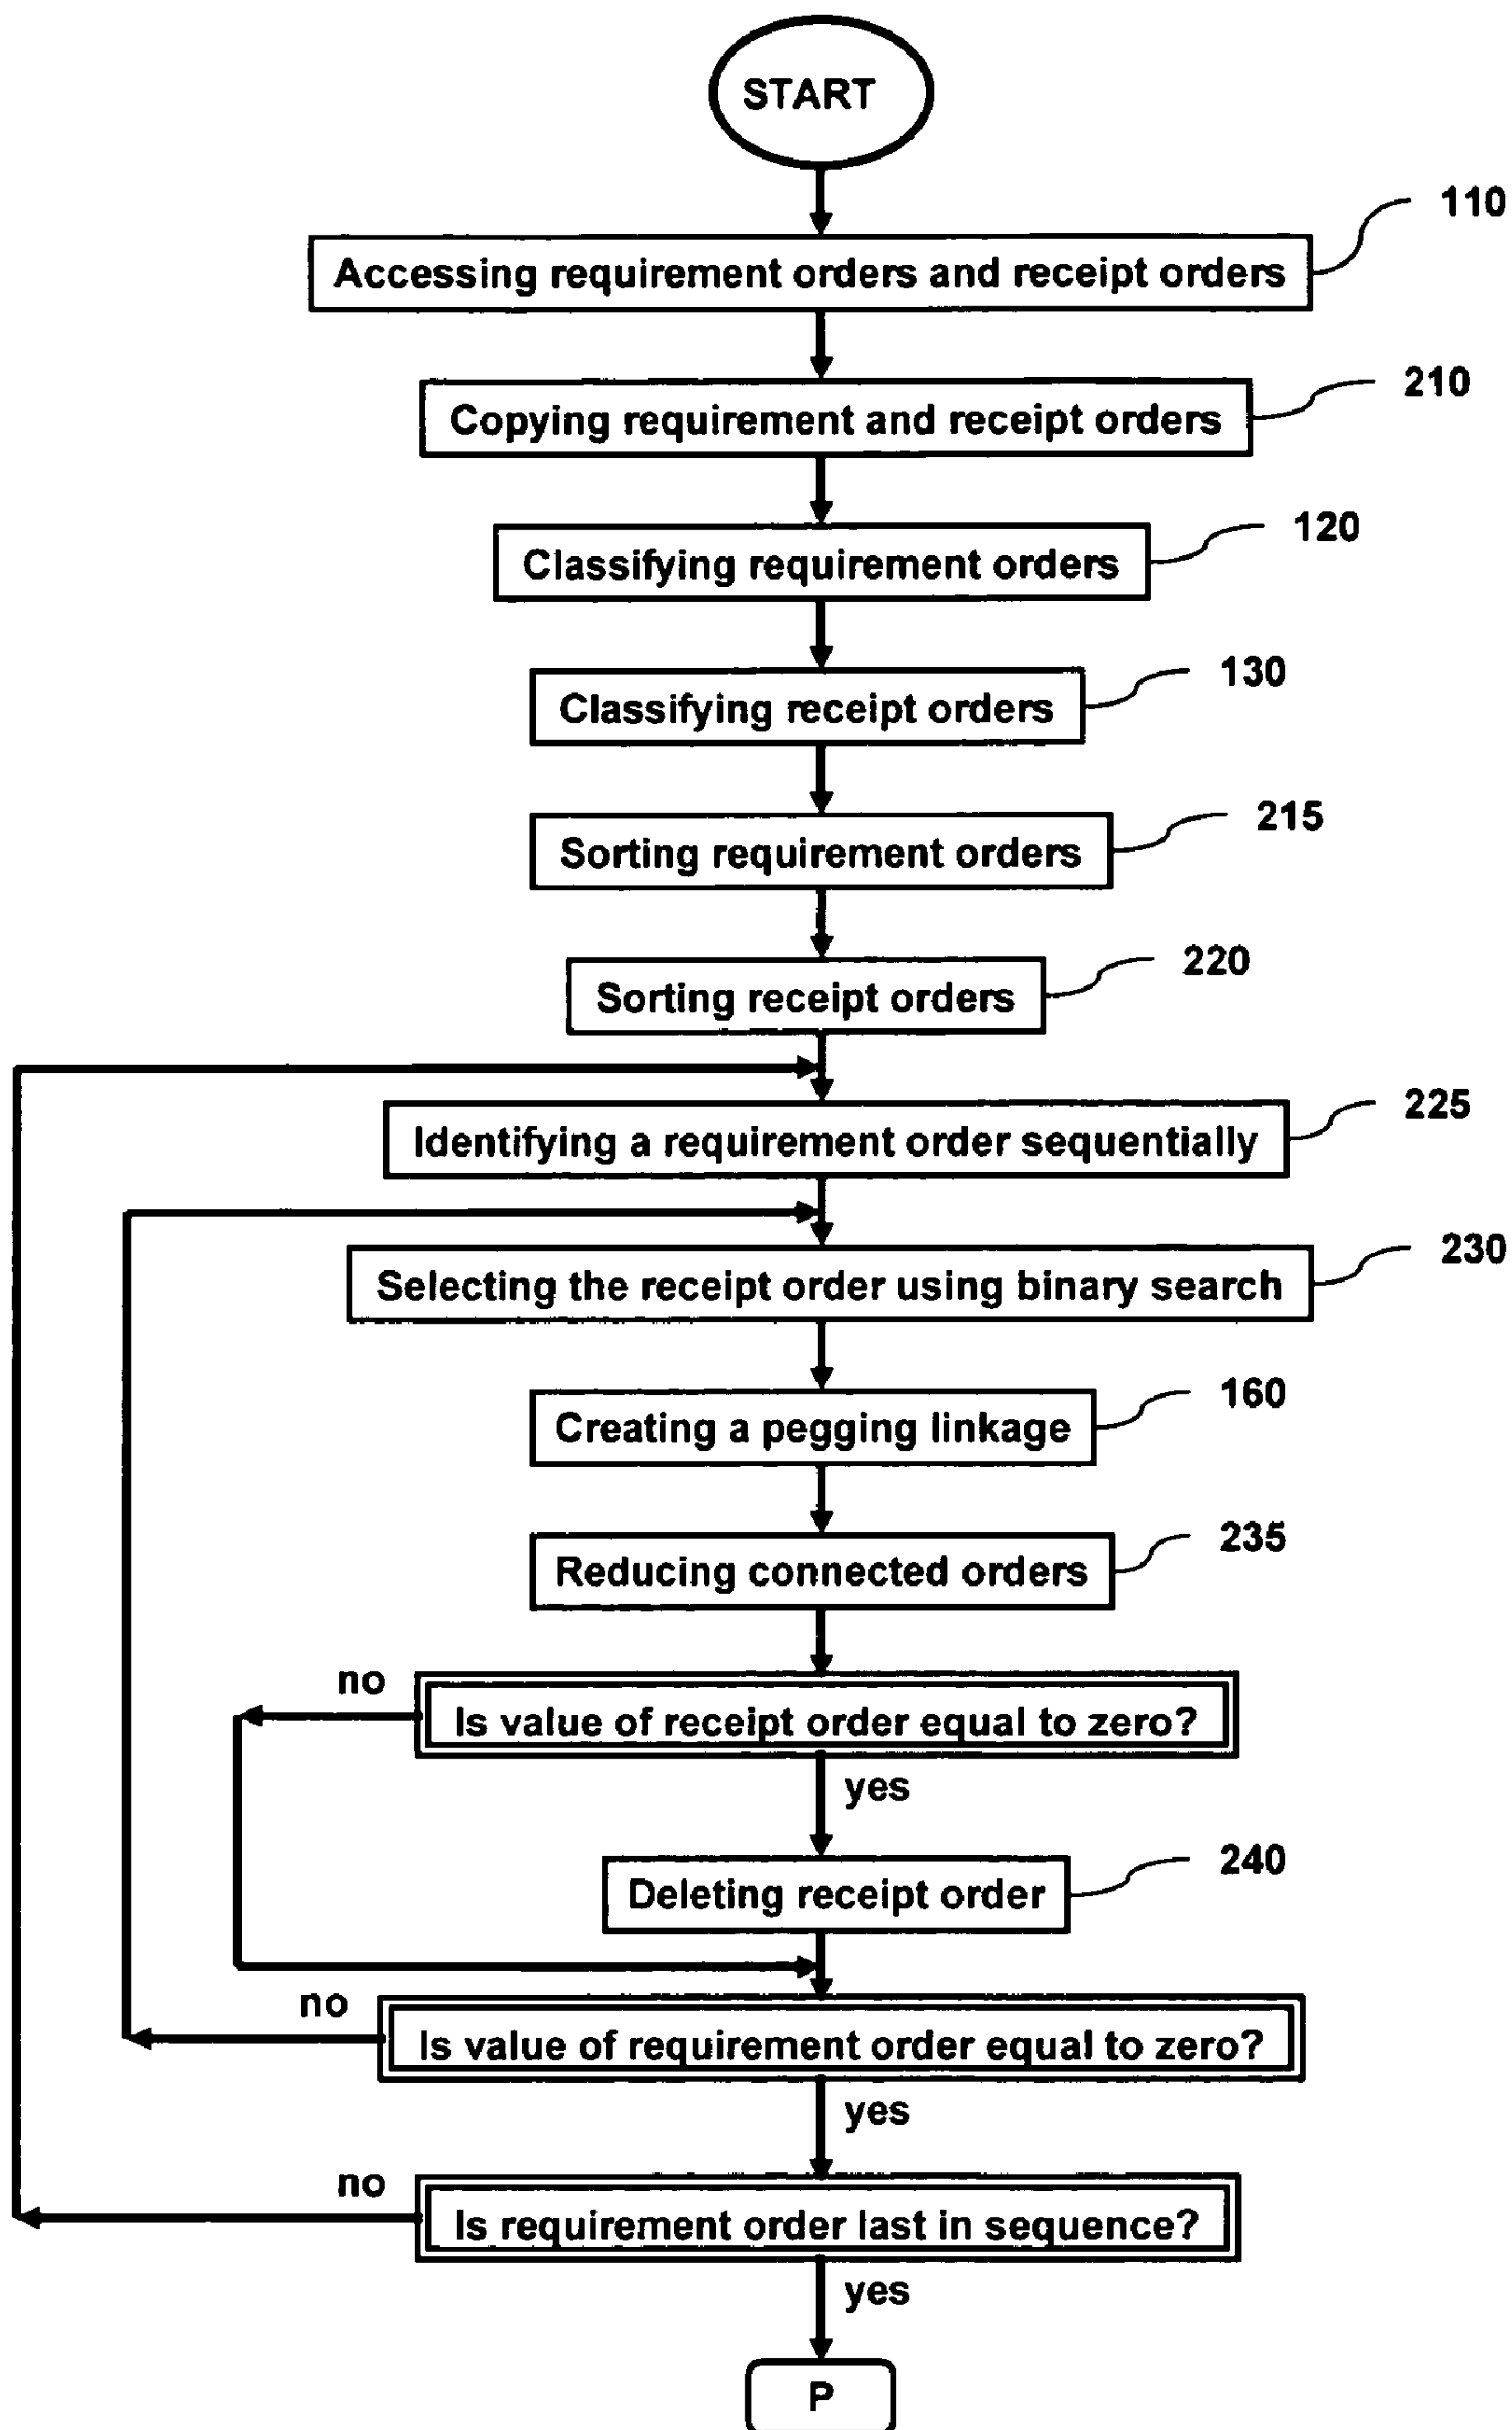 START
110
Accessing requirement orders and receipt orders
210
Copying requirement and receipt orders
120
Classifying requirement orders
130
Classifying receipt orders
215
Sorting requirement orders
220
Sorting receipt orders
225
Identifying a requirement order sequentially
230
Selecting the receipt order using binary search
160
Creating a pegging linkage
235
Reducing connected orders
no
Is value of receipt order equal to zero?
yes
240
Deleting receipt order
no
Is value of requirement order equal to zero?
yes
no
Is requirement order last in sequence?
yes
P